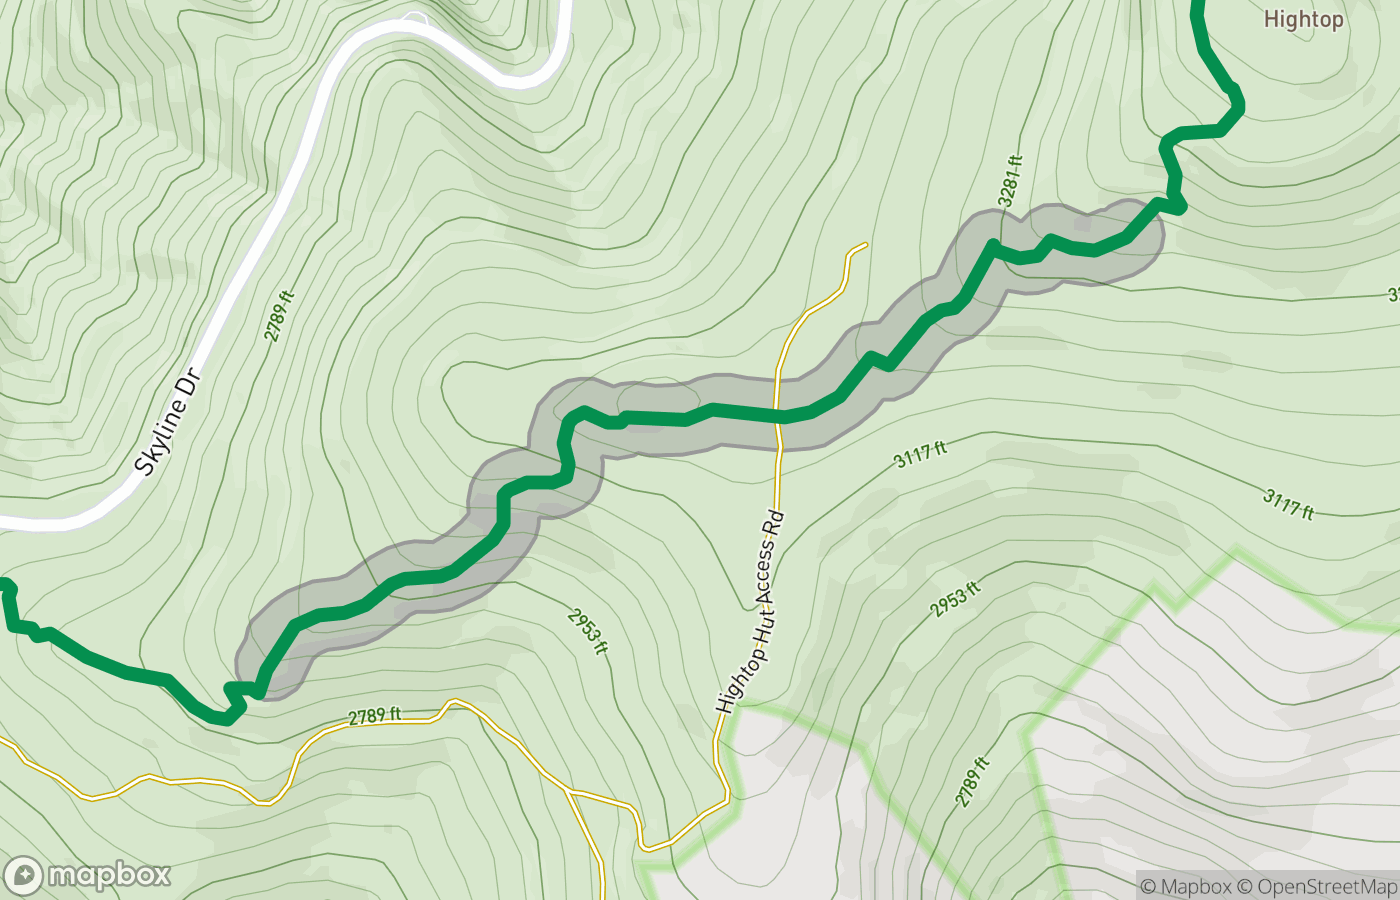 Hightop
3281 ft
2789 ft
Skyline Dr
3117 ft
3117 ft
Hightop Hut Access Rd
2953 ft
2953 ft
2789 ft
2789 ft
mapbox
© Mapbox © OpenStreetMap